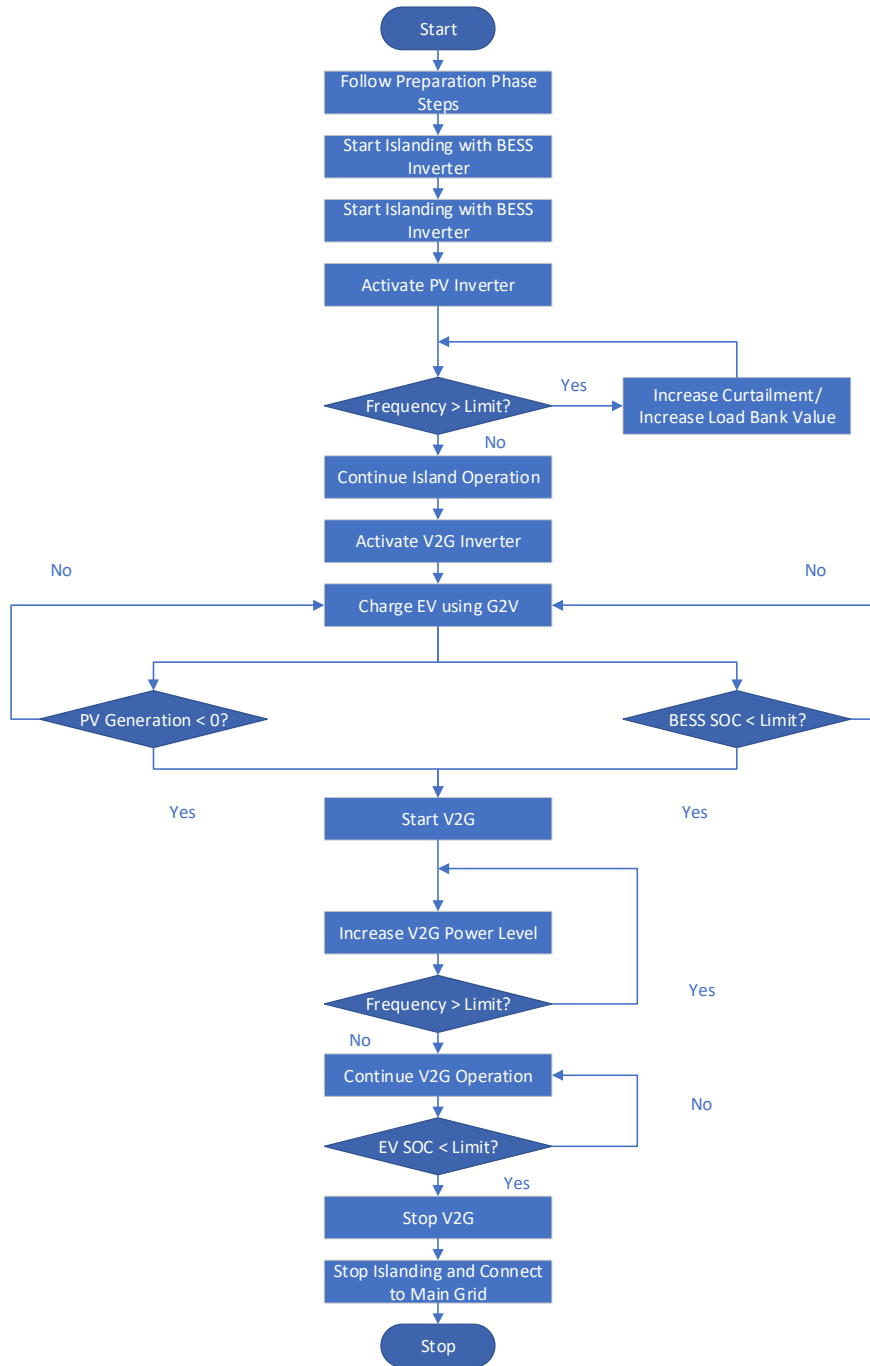 Start
Follow Preparation Phase
Steps
Start Islanding with BESS
Inverter
Start Islanding with BESS
Inverter
Activate PV Inverter
Frequency > Limit?
Yes
Increase Curtailment/
Increase Load Bank Value
No
Continue Island Operation
Activate V2G Inverter
No
Charge EV using G2V
No
PV Generation < 0?
BESS SOC < Limit?
Yes
Start V2G
Yes
Increase V2G Power Level
Frequency > Limit?
Yes
No
Continue V2G Operation
No
EV SOC < Limit?
Yes
Stop V2G
Stop Islanding and Connect
to Main Grid
Stop